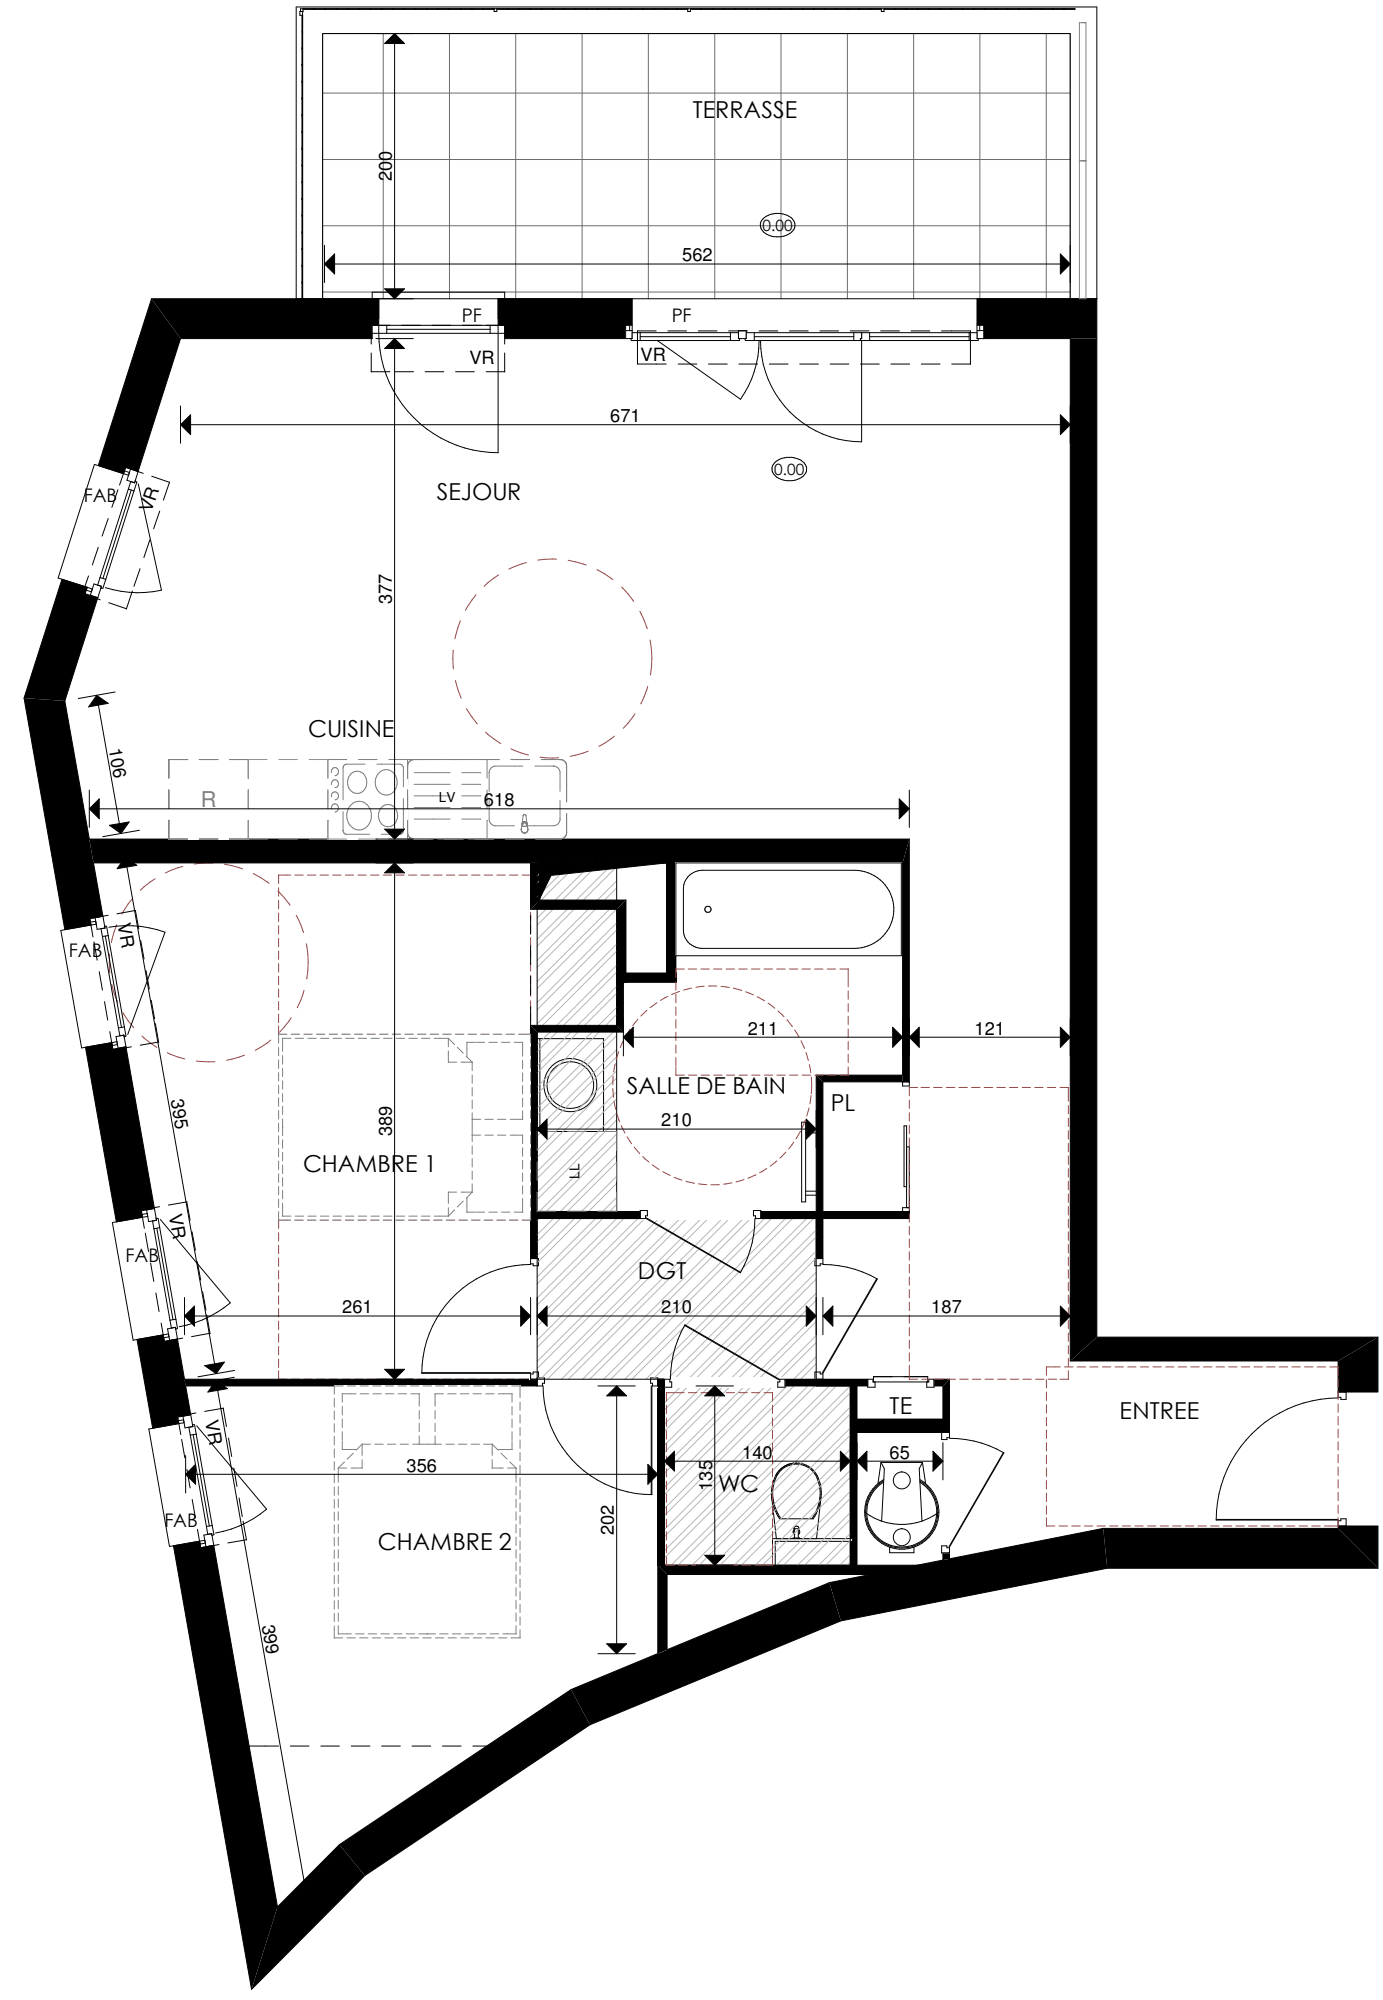 TERRASSE
200
0.00
562
PF
PF
VR
VR
671
0.00
SEJOUR
FAB
VR
377
CUISINE
106
R
LV
618
VR
FAB
211
121
SALLE DE BAIN
PL
395
389
210
CHAMBRE 1
LL
VR
FAB
DGT
261
210
187
TE
ENTREE
VR
356
140
65
135
WC
FAB
202
CHAMBRE 2
399